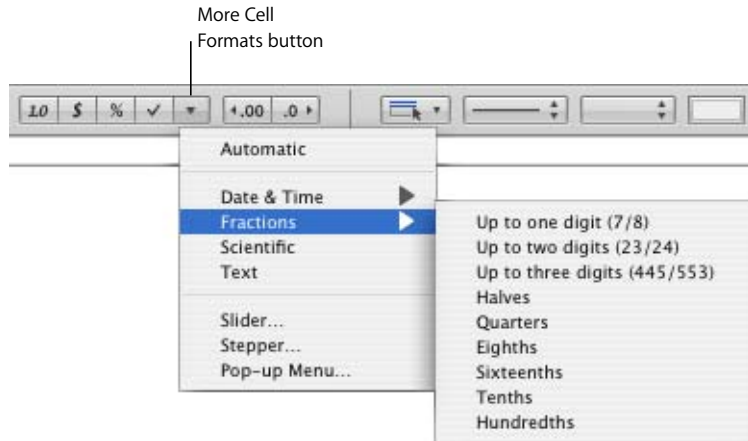 More Cell
Formats button
1.0 $ % ✓ .00 .0
Automatic
Date & Time
Fractions
Scientific
Text
Slider...
Stepper...
Pop-up Menu...
Up to one digit (7/8)
Up to two digits (23/24)
Up to three digits (445/553)
Halves
Quarters
Eighths
Sixteenths
Tenths
Hundredths